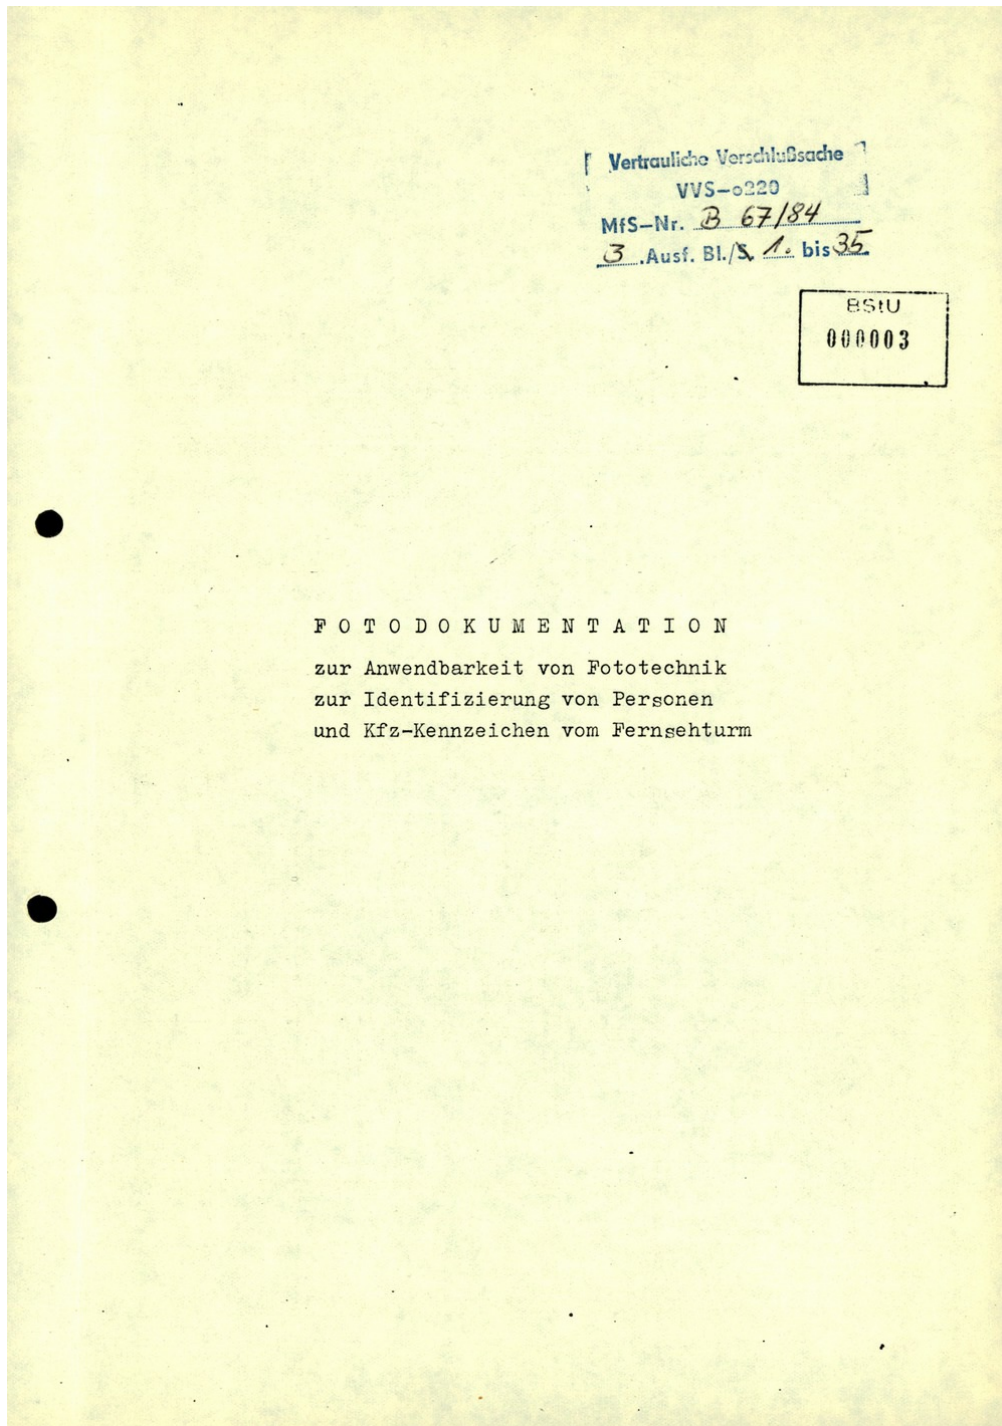 Vertrauliche Verschlußsache
VVS-o220
MfS-Nr. B 67/84
3 .Ausf. Bl./S. 1. bis 35
BStU
000003
FOTODOKUMENTATION
zur Anwendbarkeit von Fototechnik
zur Identifizierung von Personen
und Kfz-Kennzeichen vom Fernsehturm